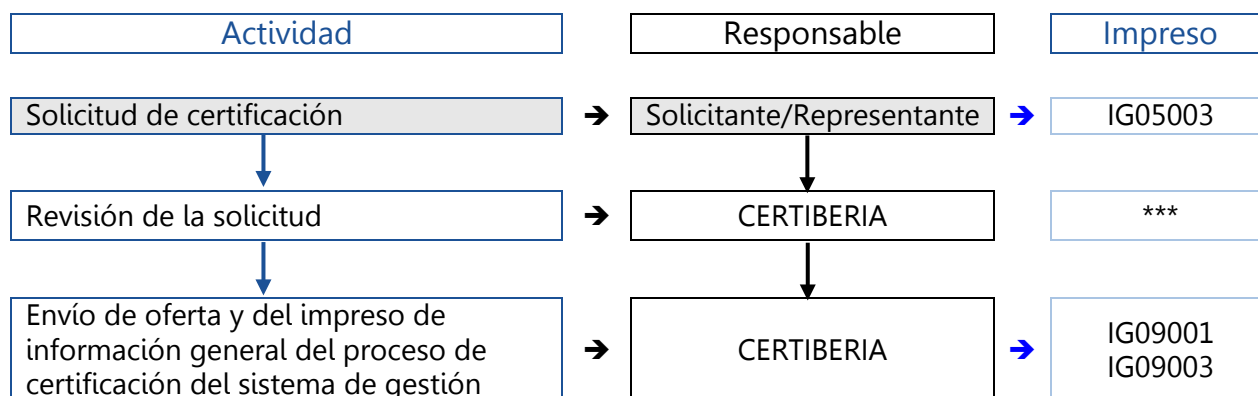 Actividad
Responsable
Impreso
Solicitud de certificación
Solicitante/Representante
IG05003
Revisión de la solicitud
CERTIBERIA
***
Envío de oferta y del impreso de
información general del proceso de
certificación del sistema de gestión
CERTIBERIA
IG09001
IG09003